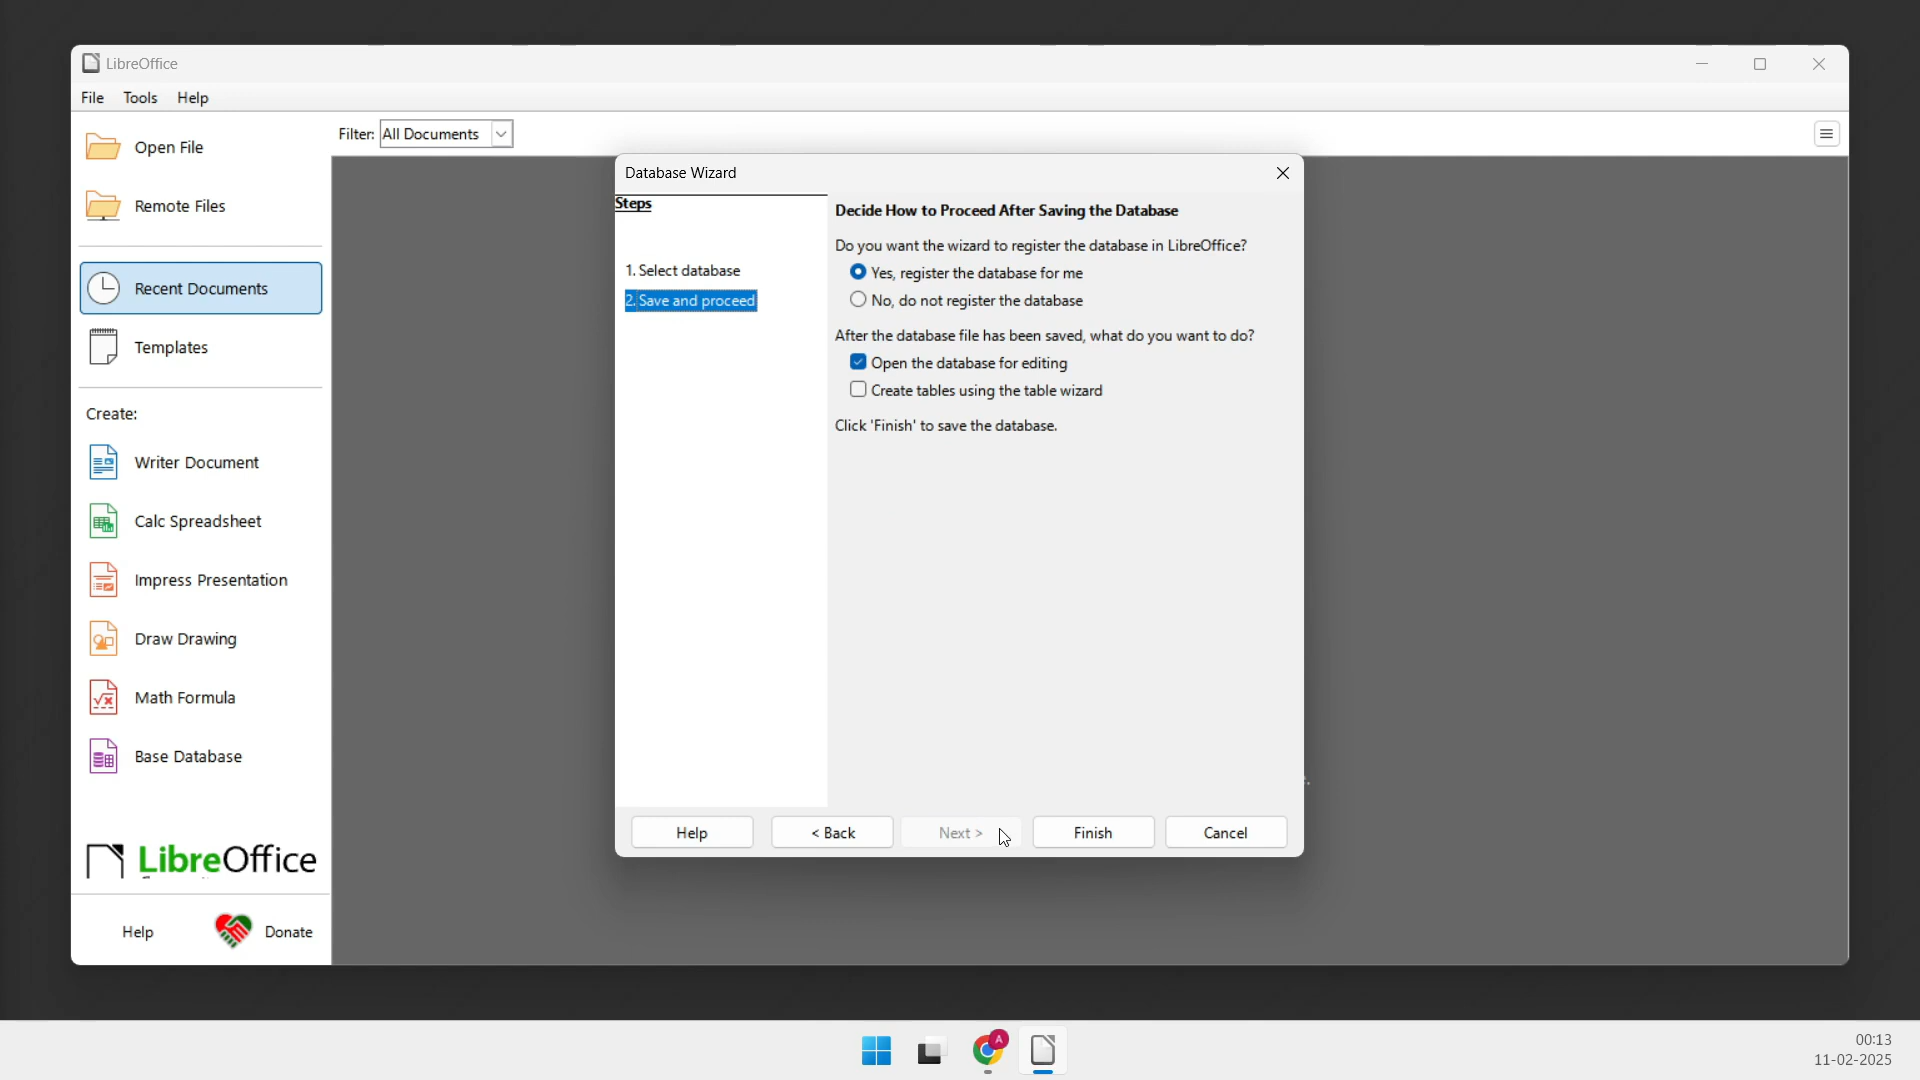 LibreOffice
File Tools Help
Open File
Remote Files
Recent Documents
Templates
Create:
Writer Document
Calc Spreadsheet
Impress Presentation
Draw Drawing
Math Formula
Base Database
LibreOffice
Help Donate
Filter: All Documents
Database Wizard
Steps
1. Select database
2. Save and proceed
Decide How to Proceed After Saving the Database
Do you want the wizard to register the database in LibreOffice?
Yes, register the database for me
No, do not register the database
After the database file has been saved, what do you want to do?
Open the database for editing
Create tables using the table wizard
Click 'Finish' to save the database.
Help < Back Next > Finish Cancel
A
00:13
11-02-2025